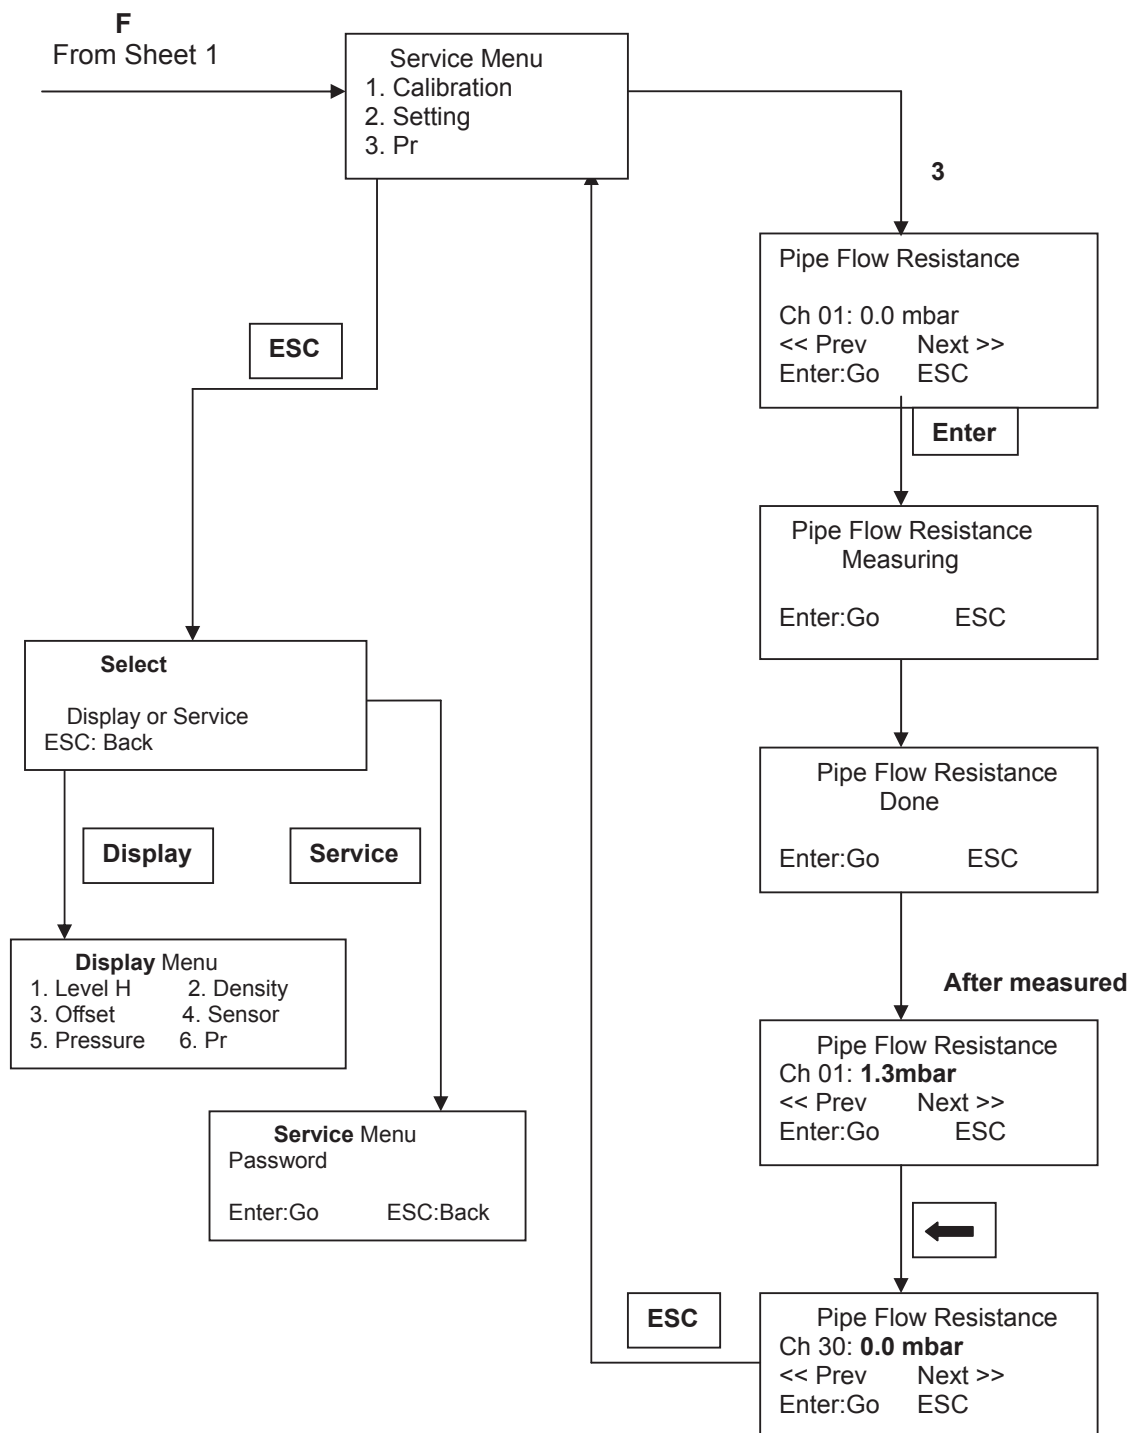 F
From Sheet 1
Service Menu
1. Calibration
2. Setting
3. Pr
3
Pipe Flow Resistance
Ch 01: 0.0 mbar
<< Prev Next >>
Enter:Go ESC
Enter
ESC
Pipe Flow Resistance
Measuring
Enter:Go ESC
Select
Display or Service
ESC: Back
Pipe Flow Resistance
Done
Enter:Go ESC
Display
Service
Display Menu
1. Level H 2. Density
3. Offset 4. Sensor
5. Pressure 6. Pr
After measured
Pipe Flow Resistance
Ch 01: 1.3mbar
<< Prev Next >>
Enter:Go ESC
Service Menu
Password
Enter:Go ESC:Back
ESC
Pipe Flow Resistance
Ch 30: 0.0 mbar
<< Prev Next >>
Enter:Go ESC